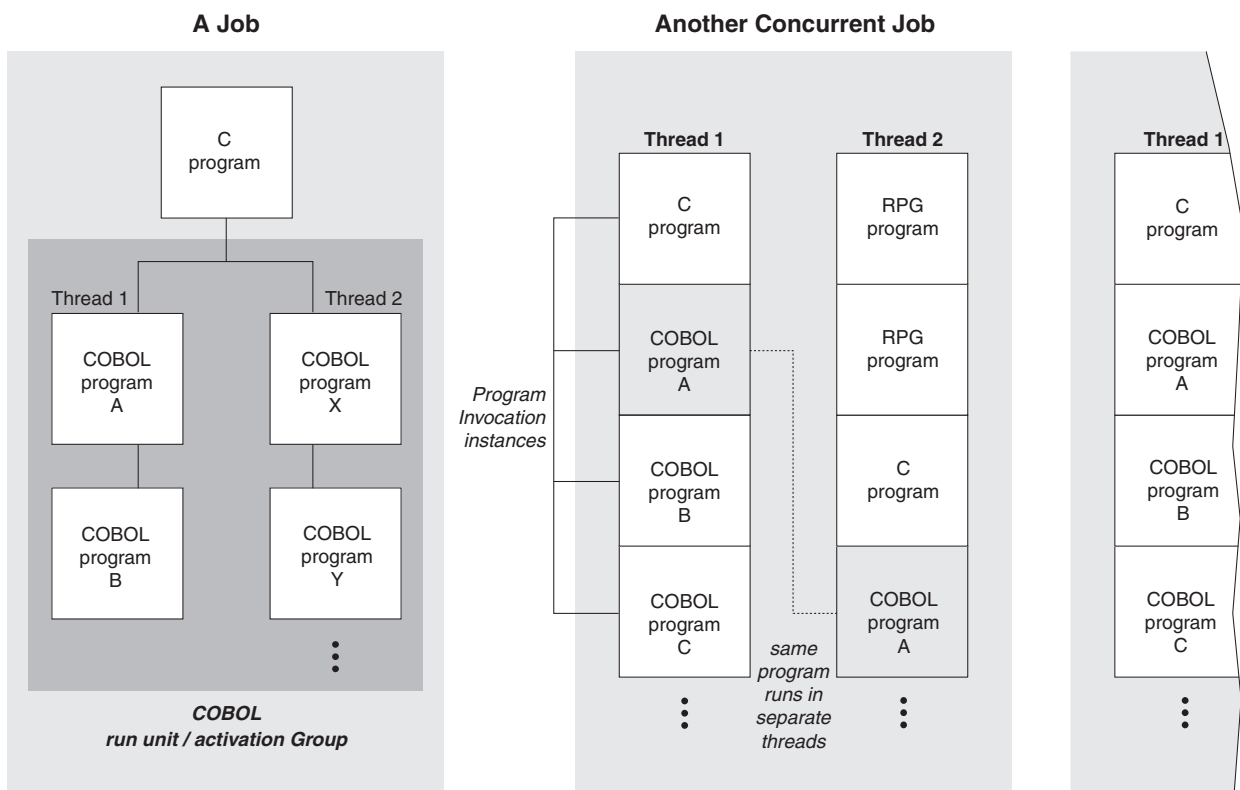 A Job
C
program
Thread 1
Thread 2
COBOL
program
A
COBOL
program
X
COBOL
program
B
COBOL
program
Y
COBOL
run unit / activation Group
Another Concurrent Job
Program
Invocation
instances
Thread 1
C
program
COBOL
program
A
COBOL
program
B
COBOL
program
C
same
program
runs in
separate
threads
Thread 2
RPG
program
RPG
program
C
program
COBOL
program
A
Thread 1
C
program
COBOL
program
A
COBOL
program
B
COBOL
program
C